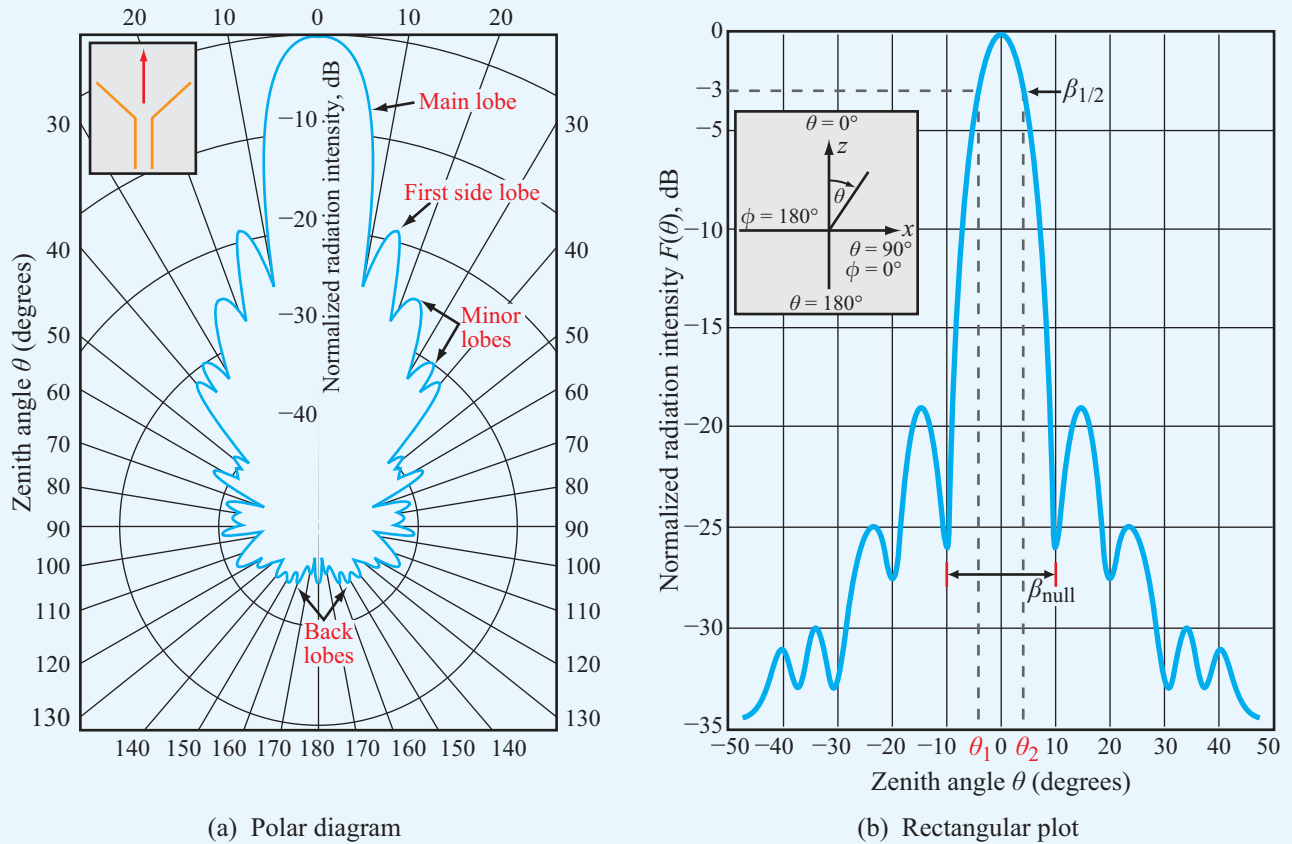 20 10 0 10 20
30 30
40 40
50 50
60 60
70 70
80 80
90 90
100 100
110 110
120 120
130 130
140 150 160 170 180 170 160 150 140
Zenith angle θ (degrees)
Normalized radiation intensity, dB
−10
−20
−30
−40
Main lobe
First side lobe
Minor
lobes
Back
lobes
(a) Polar diagram
0
−3
−5
−10
−15
−20
−25
−30
−35
Normalized radiation intensity F(θ), dB
β1/2
θ = 0°
z
θ
ϕ = 180°
x
θ = 90°
ϕ = 0°
θ = 180°
βnull
−50 −40 −30 −20 −10 θ1 0 θ2 10 20 30 40 50
Zenith angle θ (degrees)
(b) Rectangular plot